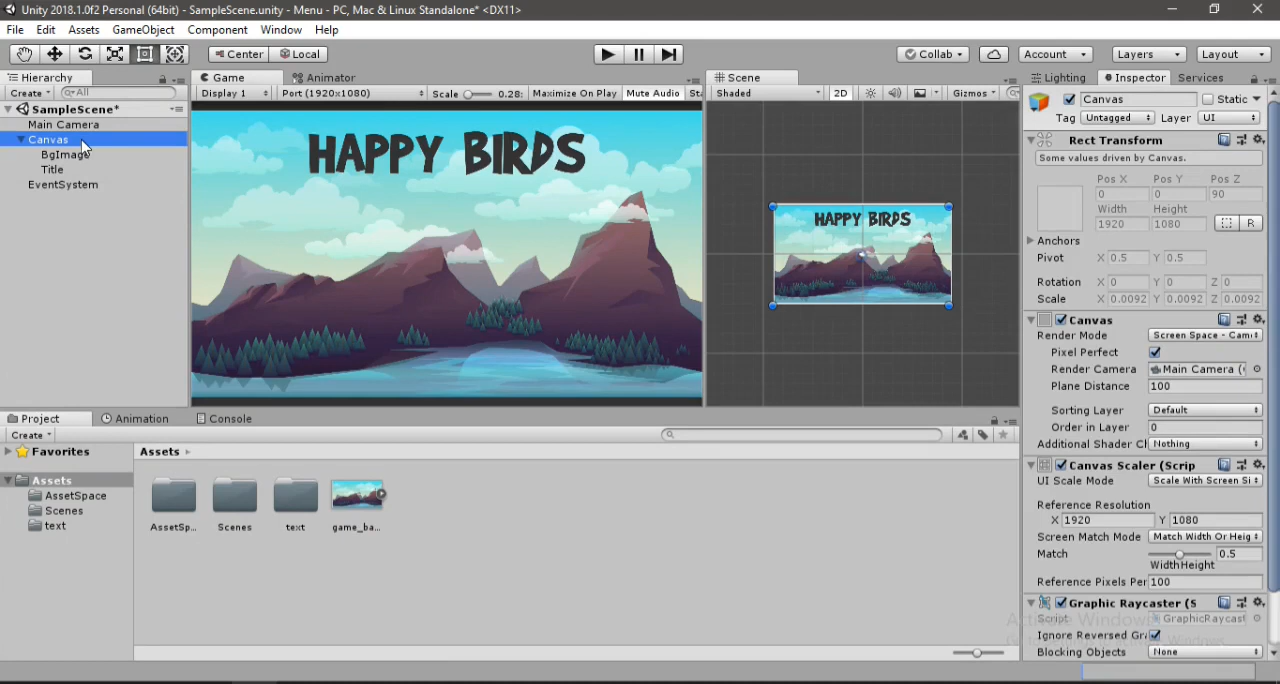 Unity 2018.1.0f2 Personal (64bit) - SampleScene.unity - Menu - PC, Mac & Linux Standalone* <DX11>
File Edit Assets GameObject Component Window Help
Center Local Collab Account Layers Layout
Hierarchy
Create All
SampleScene*
Main Camera
Canvas
BgImage
Title
EventSystem
Game Animator
Display 1 Port (1920x1080) Scale 0.28: Maximize On Play Mute Audio
HAPPY BIRDS
Scene
Shaded 2D Gizmos
HAPPY BIRDS
Lighting Inspector Services
Canvas Static
Tag Untagged Layer UI
Rect Transform
Some values driven by Canvas.
Pos X Pos Y Pos Z
0 0 90
Width Height
1920 1080 R
Anchors
Pivot X 0.5 Y 0.5
Rotation X 0 Y 0 Z 0
Scale X 0.0092 Y 0.0092 Z 0.0092
Canvas
Render Mode Screen Space - Cam
Pixel Perfect
Render Camera Main Camera (
Plane Distance 100
Sorting Layer Default
Order in Layer 0
Additional Shader Cl Nothing
Canvas Scaler (Scrip
UI Scale Mode Scale With Screen Si
Reference Resolution
X 1920 Y 1080
Screen Match Mode Match Width Or Heig
Match 0.5
Width Height
Reference Pixels Per 100
Graphic Raycaster (S
Script GraphicRaycast
Ignore Reversed Gra
Blocking Objects None
Project Animation Console
Create
Favorites
Assets
AssetSpace
Scenes
text
Assets
AssetSp... Scenes text game_ba...